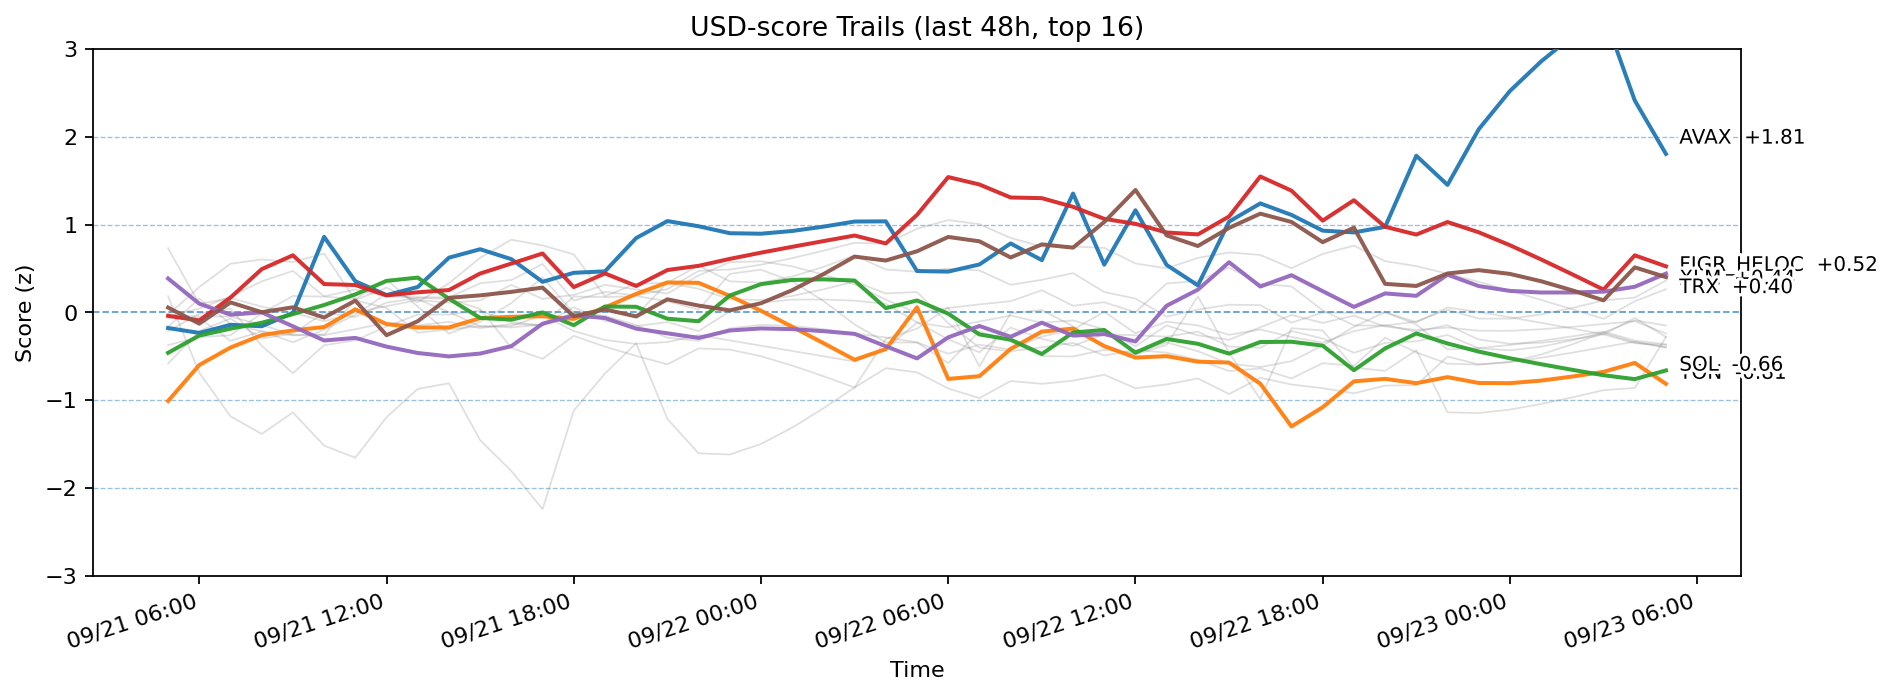 USD-score Trails (last 48h, top 16)
Score (z)
3
2
1
0
−1
−2
−3
AVAX +1.81
FIGR_HELOC +0.52
TRX +0.40
SOL -0.66
09/21 06:00
09/21 12:00
09/21 18:00
09/22 00:00
09/22 06:00
09/22 12:00
09/22 18:00
09/23 00:00
09/23 06:00
Time